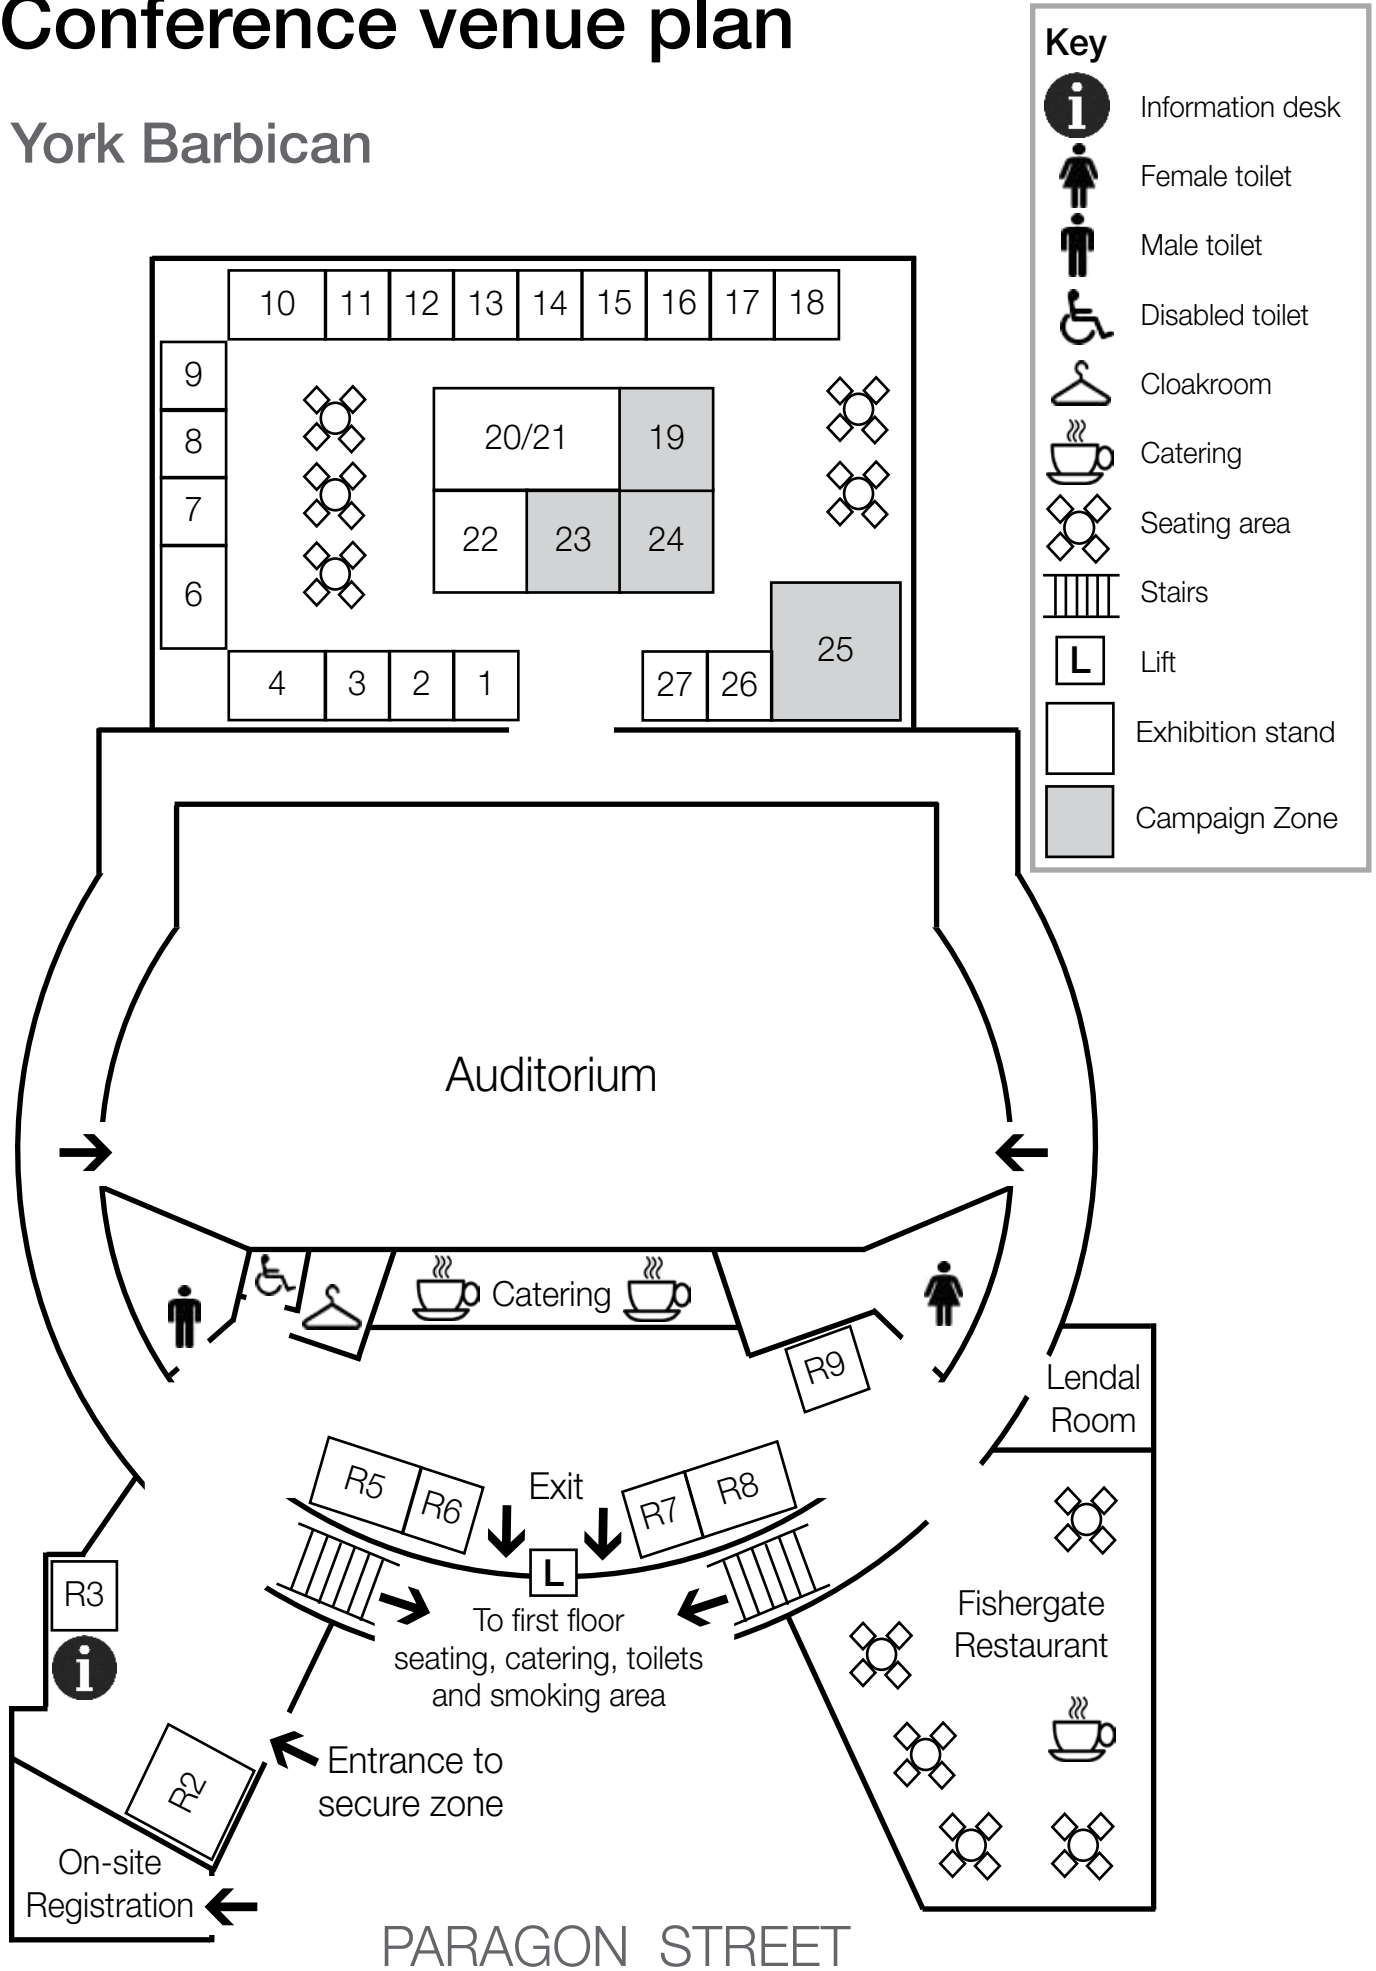 Conference venue plan
York Barbican
Key
Information desk
Female toilet
Male toilet
Disabled toilet
Cloakroom
Catering
Seating area
Stairs
L Lift
Exhibition stand
Campaign Zone
10 11 12 13 14 15 16 17 18
9
8
7
6
20/21 19
22 23 24
25
4 3 2 1
27 26
Auditorium
Catering
R9
Lendal
Room
R5 R6
Exit
R7 R8
L
R3
i
To first floor
seating, catering, toilets
and smoking area
Fishergate
Restaurant
R2
Entrance to
secure zone
On-site
Registration
PARAGON STREET